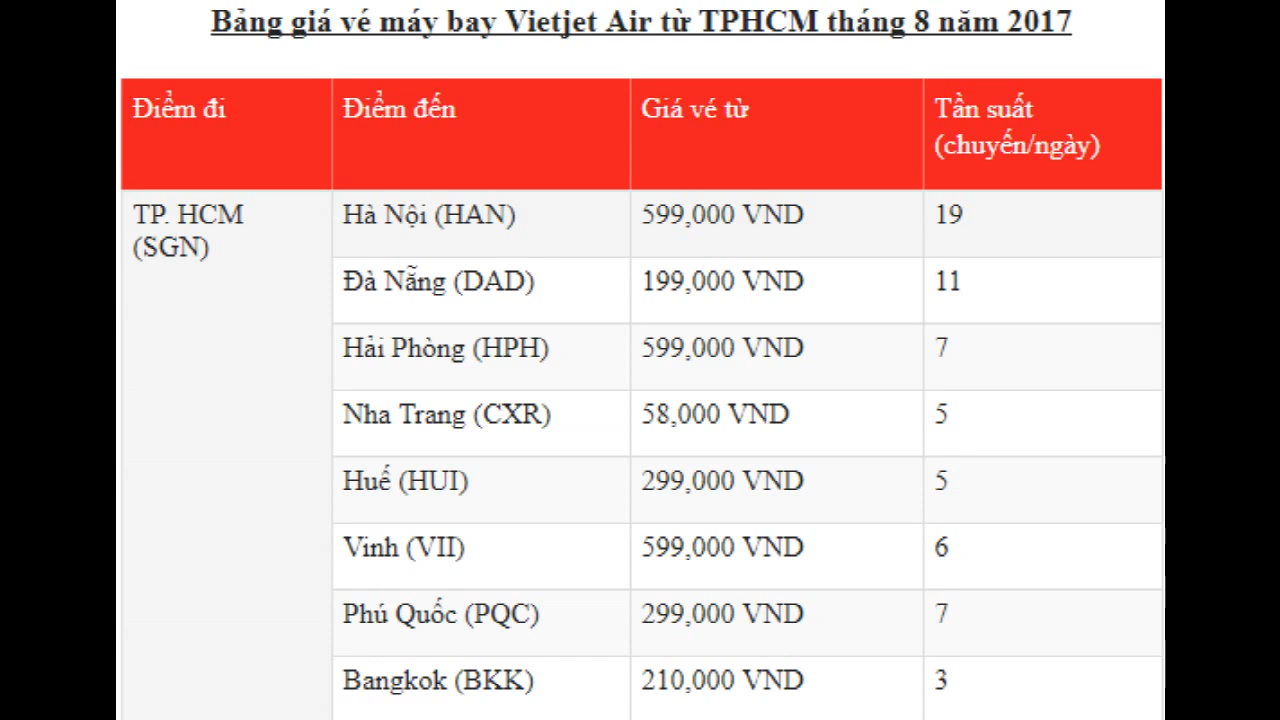 Bảng giá vé máy bay Vietjet Air từ TPHCM tháng 8 năm 2017
Điểm đi Điểm đến Giá vé từ Tần suất
(chuyến/ngày)
TP. HCM Hà Nội (HAN) 599,000 VND 19
(SGN)
Đà Nẵng (DAD) 199,000 VND 11
Hải Phòng (HPH) 599,000 VND 7
Nha Trang (CXR) 58,000 VND 5
Huế (HUI) 299,000 VND 5
Vinh (VII) 599,000 VND 6
Phú Quốc (PQC) 299,000 VND 7
Bangkok (BKK) 210,000 VND 3